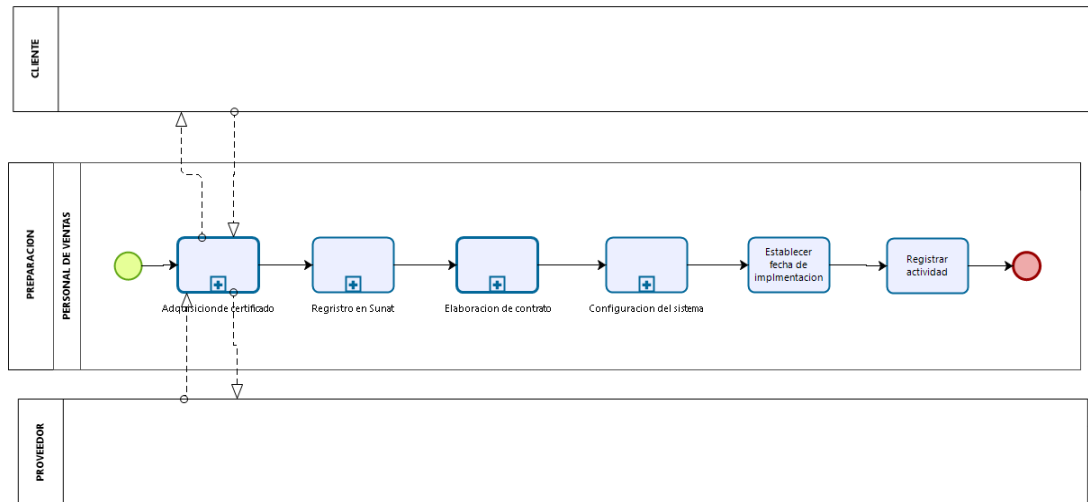 CLIENTE
PREPARACION
PERSONAL DE VENTAS
Adquisicion de certificado
Regristro en Sunat
Elaboracion de contrato
Configuracion del sistema
Establecer
fecha de
implmentacion
Registrar
actividad
PROVEEDOR